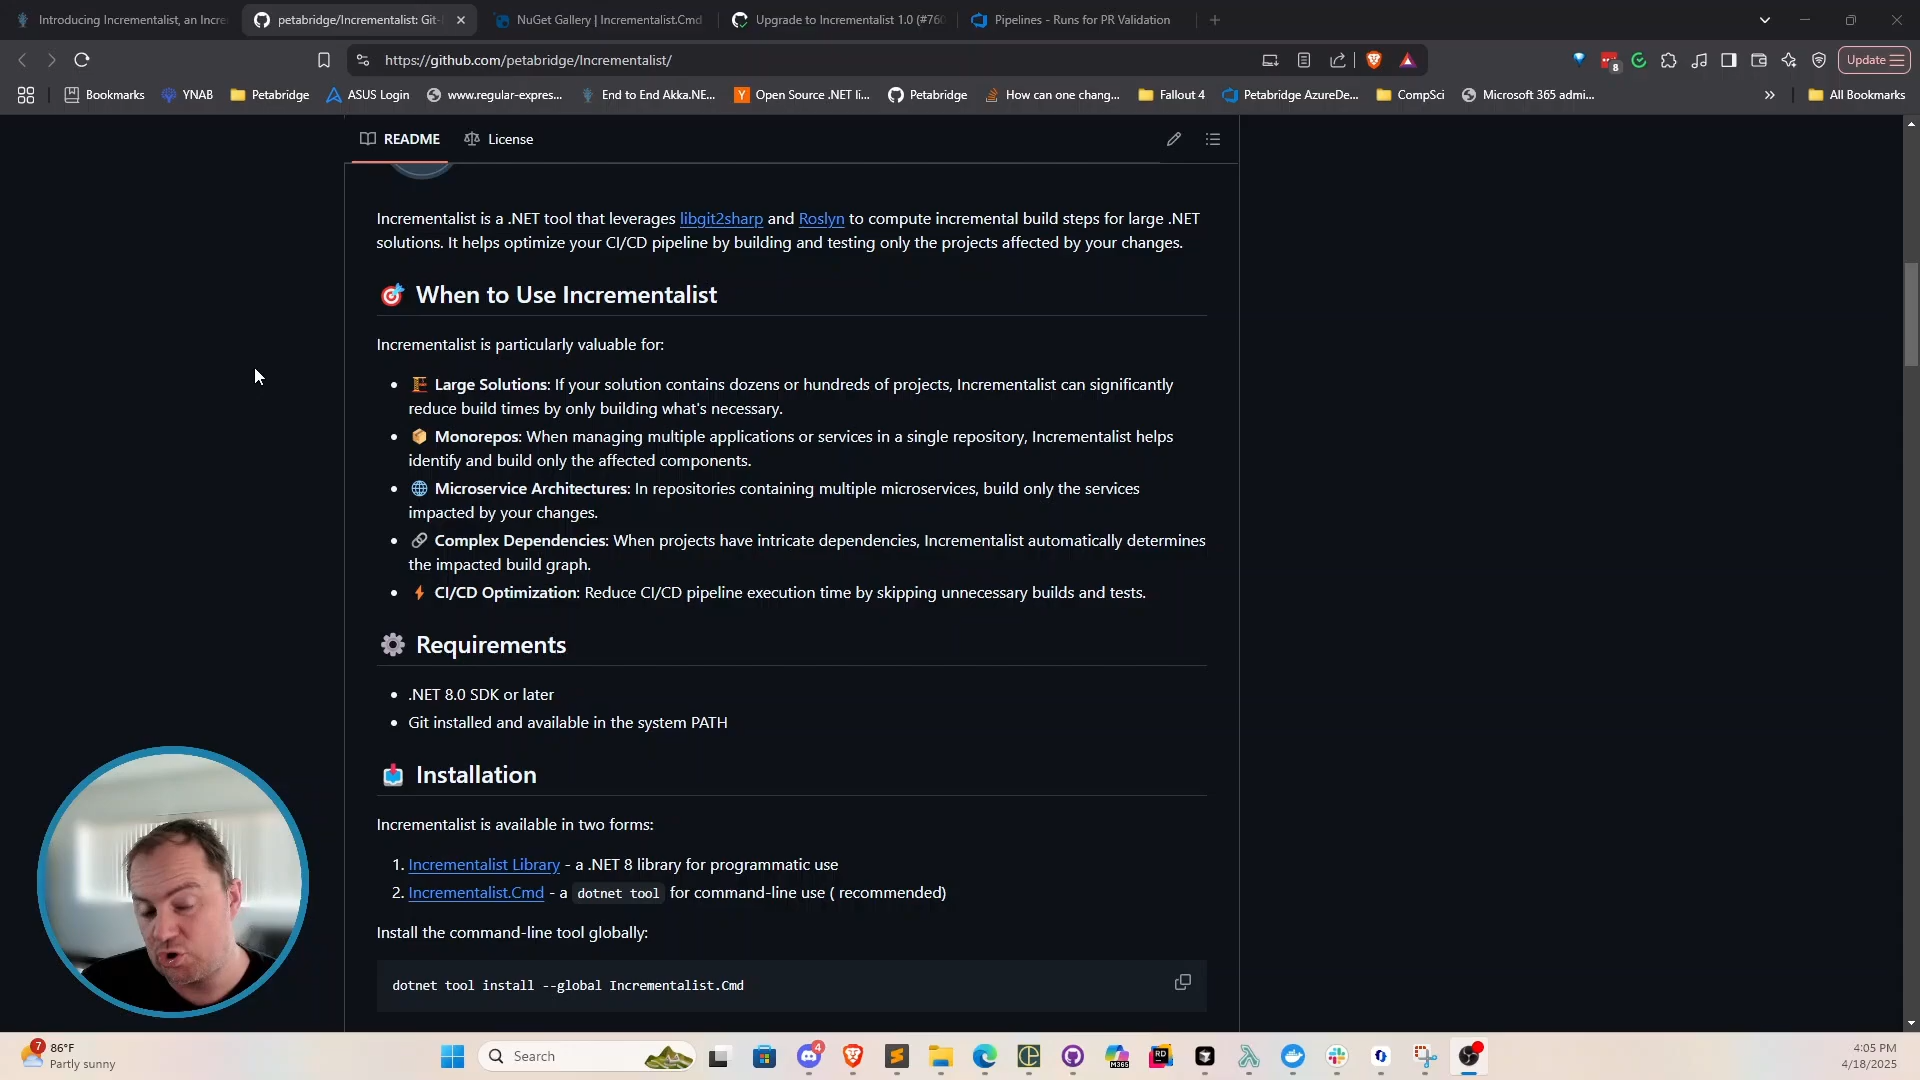 Introducing Incrementalist, an Incre
petabridge/Incrementalist: Git-
NuGet Gallery | Incrementalist.Cmd
Upgrade to Incrementalist 1.0 (#760
Pipelines - Runs for PR Validation
https://github.com/petabridge/Incrementalist/
8
Update
Bookmarks
YNAB
Petabridge
ASUS Login
www.regular-expres...
End to End Akka.NE...
Open Source .NET li...
Petabridge
How can one chang...
Fallout 4
Petabridge AzureDe...
CompSci
Microsoft 365 admi...
All Bookmarks
README
License
Incrementalist is a .NET tool that leverages libgit2sharp and Roslyn to compute incremental build steps for large .NET
solutions. It helps optimize your CI/CD pipeline by building and testing only the projects affected by your changes.
🎯 When to Use Incrementalist
Incrementalist is particularly valuable for:
• 🏗️ Large Solutions: If your solution contains dozens or hundreds of projects, Incrementalist can significantly
reduce build times by only building what's necessary.
• 📦 Monorepos: When managing multiple applications or services in a single repository, Incrementalist helps
identify and build only the affected components.
• 🌐 Microservice Architectures: In repositories containing multiple microservices, build only the services
impacted by your changes.
• 🔗 Complex Dependencies: When projects have intricate dependencies, Incrementalist automatically determines
the impacted build graph.
• ⚡ CI/CD Optimization: Reduce CI/CD pipeline execution time by skipping unnecessary builds and tests.
⚙️ Requirements
• .NET 8.0 SDK or later
• Git installed and available in the system PATH
📥 Installation
Incrementalist is available in two forms:
1. Incrementalist Library - a .NET 8 library for programmatic use
2. Incrementalist.Cmd - a dotnet tool for command-line use ( recommended)
Install the command-line tool globally:
dotnet tool install --global Incrementalist.Cmd
7
86°F
Partly sunny
Search
4
M365
RD
4:05 PM
4/18/2025